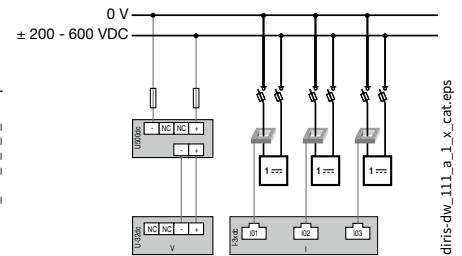 0 V
± 200 - 600 VDC
U500dc
- NC NC +
- +
1 1 1
U-32dc
NC NC - +
V
I-3xdc
I01 I02 I03
I
diris-dw_111_a_1_x_cat.eps